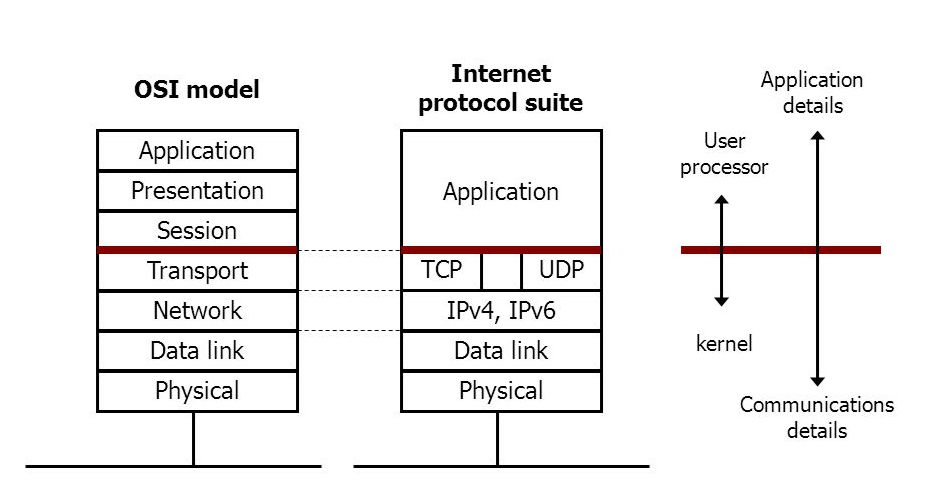 OSI model
Application
Presentation
Session
Transport
Network
Data link
Physical
Internet
protocol suite
Application
TCP
UDP
IPv4, IPv6
Data link
Physical
Application
details
User
processor
kernel
Communications
details